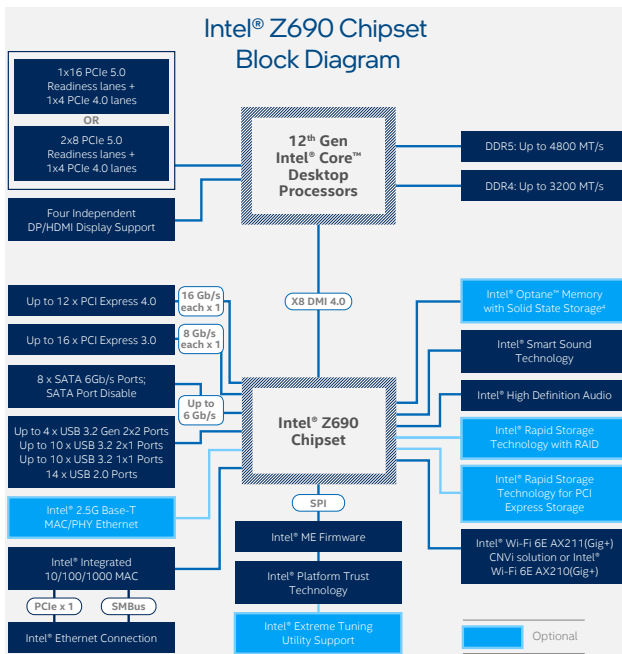 Intel® Z690 Chipset
Block Diagram
1x16 PCIe 5.0
Readiness lanes +
1x4 PCIe 4.0 lanes
OR
2x8 PCIe 5.0
Readiness lanes +
1x4 PCIe 4.0 lanes
Four Independent
DP/HDMI Display Support
12th Gen
Intel® Core™
Desktop
Processors
DDR5: Up to 4800 MT/s
DDR4: Up to 3200 MT/s
X8 DMI 4.0
Up to 12 x PCI Express 4.0
16 Gb/s
each x 1
Up to 16 x PCI Express 3.0
8 Gb/s
each x 1
8 x SATA 6Gb/s Ports;
SATA Port Disable
Up to
6 Gb/s
Up to 4 x USB 3.2 Gen 2x2 Ports
Up to 10 x USB 3.2 2x1 Ports
Up to 10 x USB 3.2 1x1 Ports
14 x USB 2.0 Ports
Intel® 2.5G Base-T
MAC/PHY Ethernet
Intel® Integrated
10/100/1000 MAC
PCIe x 1
SMBus
Intel® Ethernet Connection
Intel® Z690
Chipset
SPI
Intel® ME Firmware
Intel® Platform Trust
Technology
Intel® Extreme Tuning
Utility Support
Intel® Optane™ Memory
with Solid State Storage⁴
Intel® Smart Sound
Technology
Intel® High Definition Audio
Intel® Rapid Storage
Technology with RAID
Intel® Rapid Storage
Technology for PCI
Express Storage
Intel® Wi-Fi 6E AX211(Gig+)
CNVi solution or Intel®
Wi-Fi 6E AX210(Gig+)
Optional